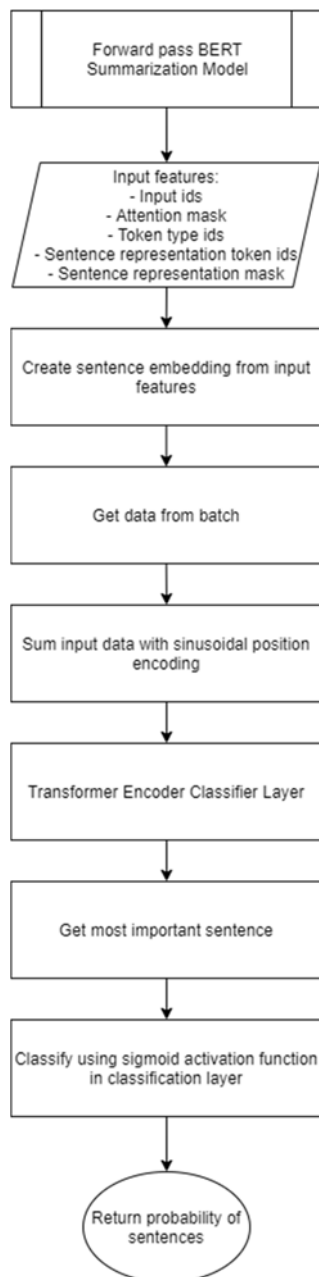 Forward pass BERT
Summarization Model
Input features:
- Input ids
- Attention mask
- Token type ids
- Sentence representation token ids
- Sentence representation mask
Create sentence embedding from input
features
Get data from batch
Sum input data with sinusoidal position
encoding
Transformer Encoder Classifier Layer
Get most important sentence
Classify using sigmoid activation function
in classification layer
Return probability of
sentences